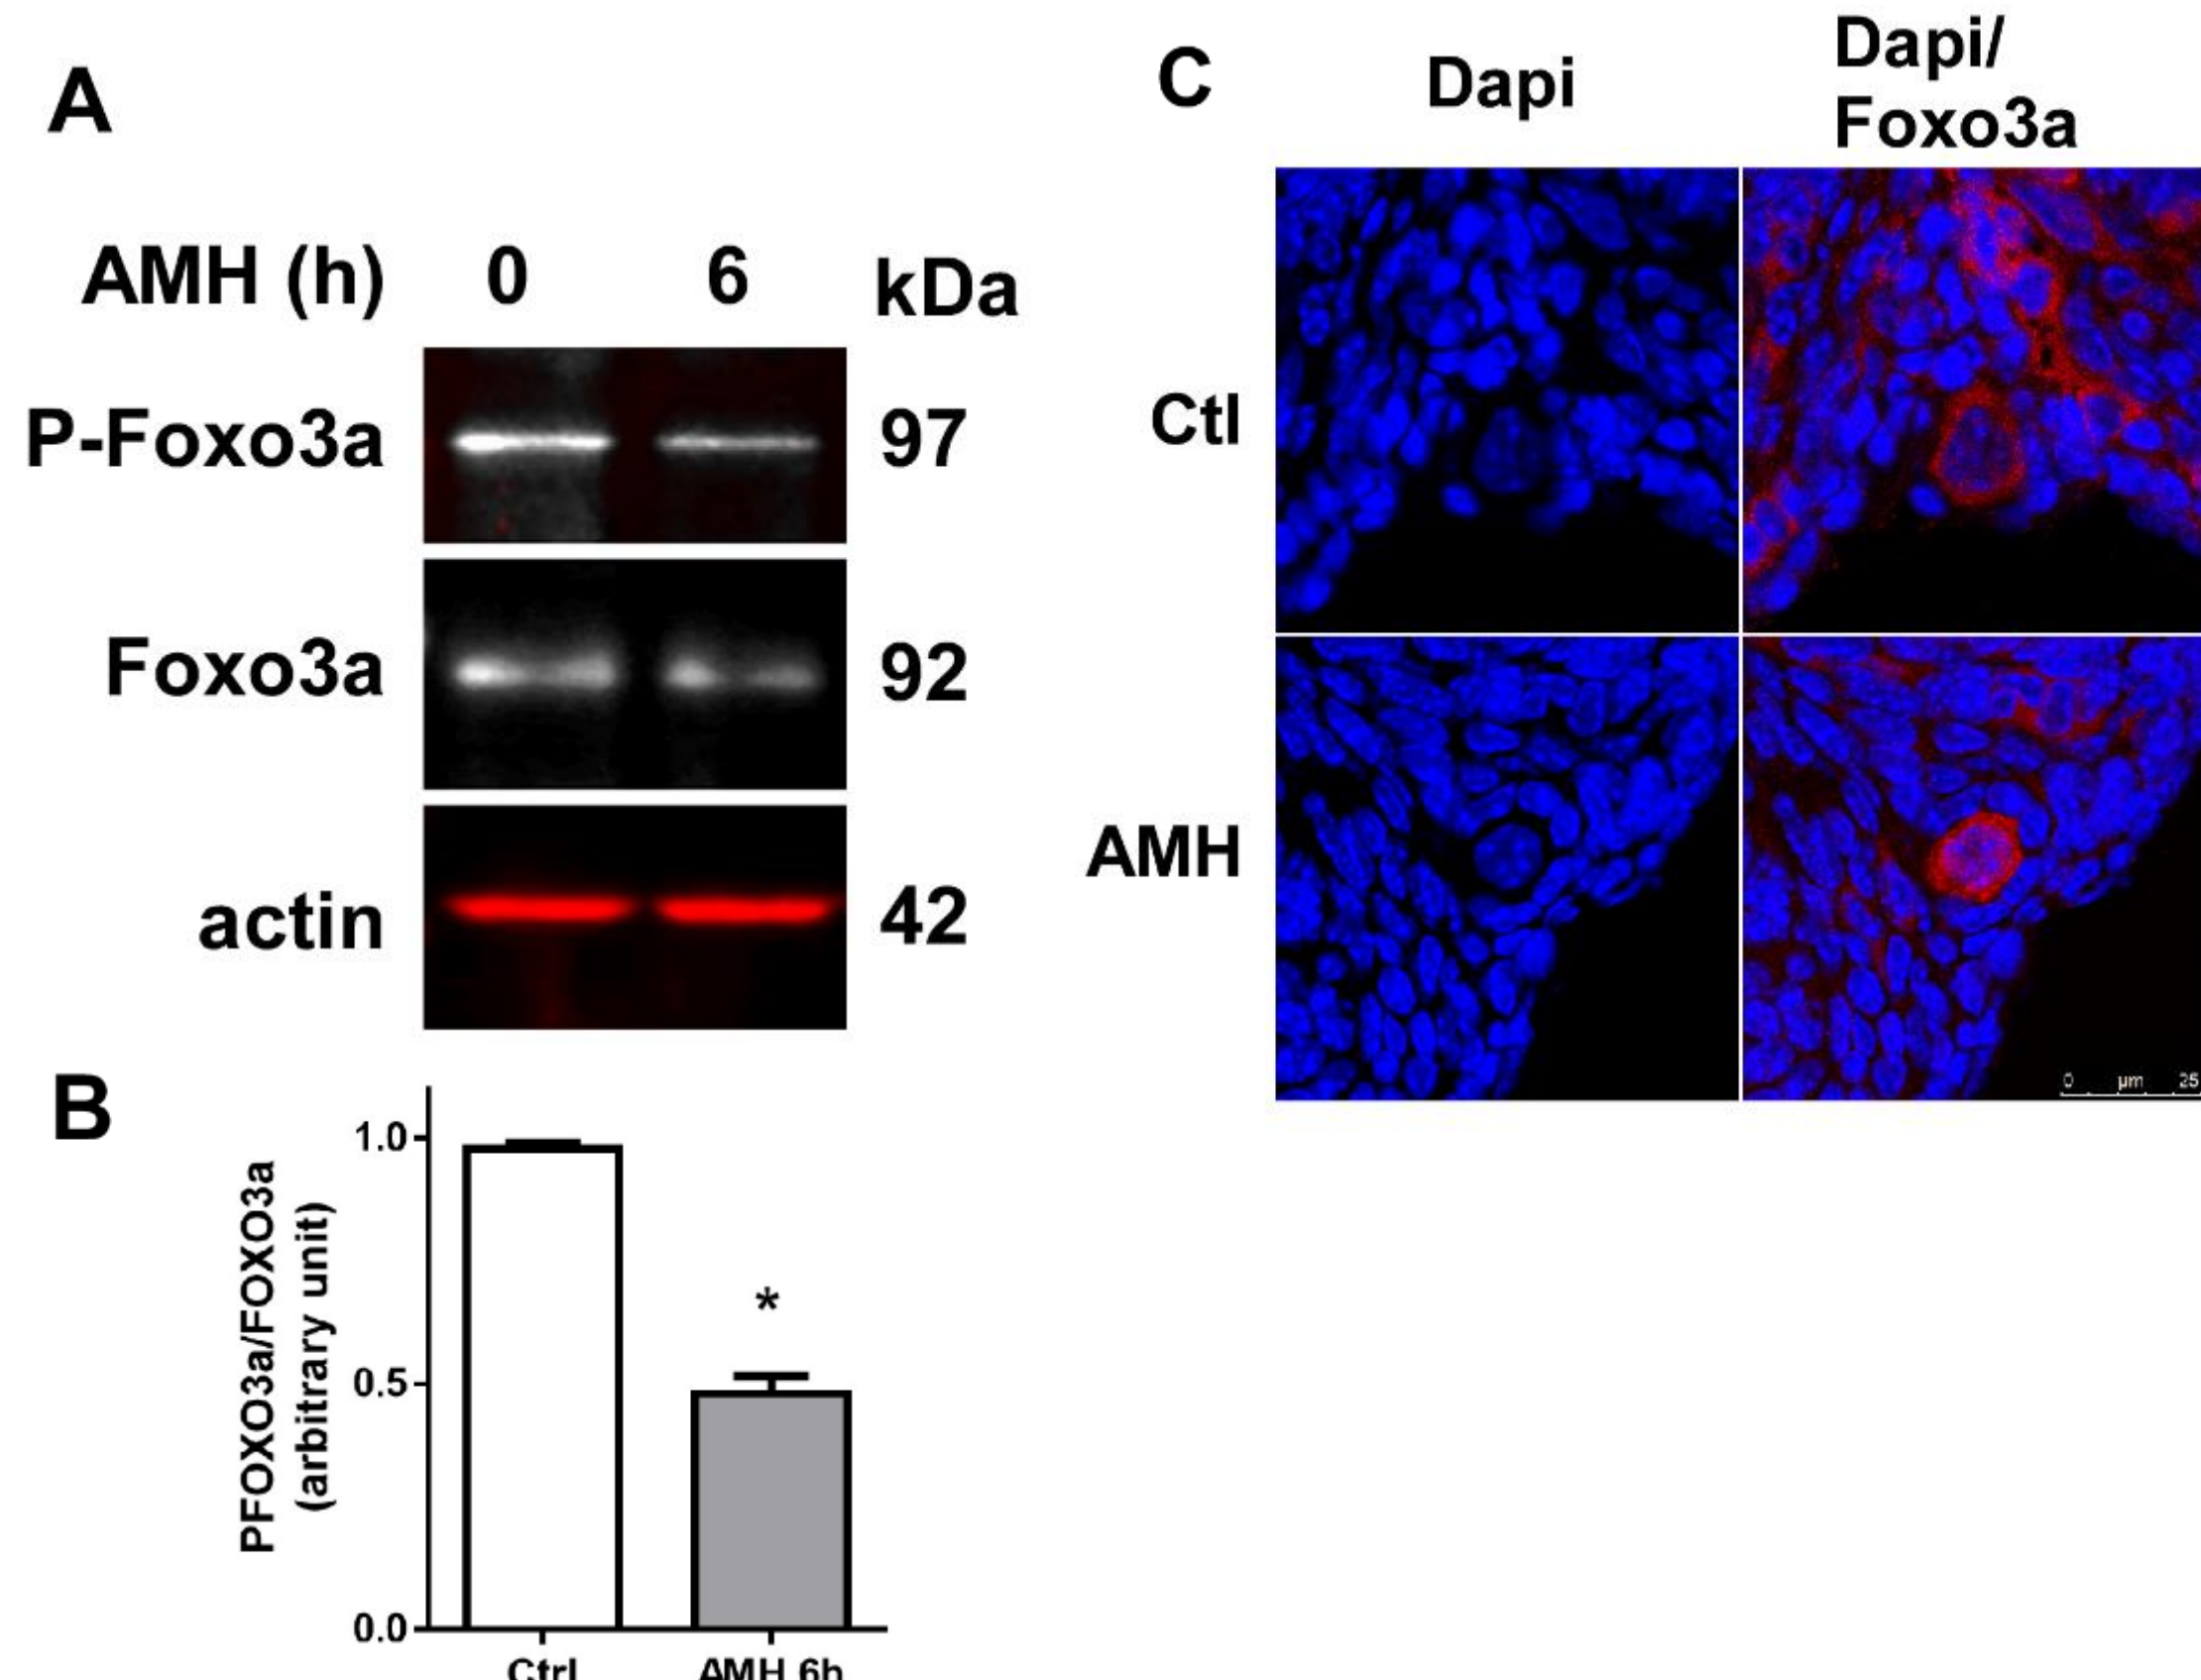 A
AMH (h) 0 6 kDa
P-Foxo3a 97
Foxo3a 92
actin 42
B
PFOXO3a/FOXO3a
(arbitrary unit)
1.0
0.5
0.0
*
Ctrl AMH 6h
C
Dapi
Dapi/
Foxo3a
Ctl
AMH
0 µm 25